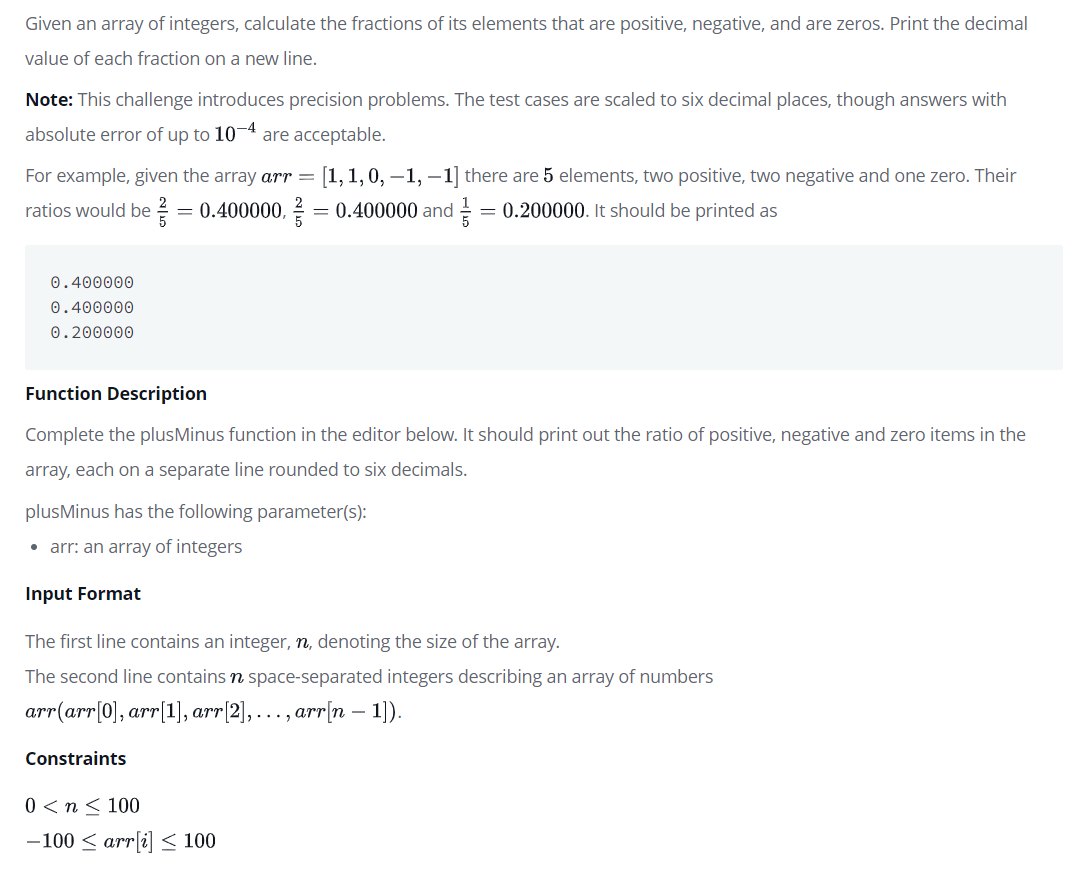 Given an array of integers, calculate the fractions of its elements that are positive, negative, and are zeros. Print the decimal
value of each fraction on a new line.
Note: This challenge introduces precision problems. The test cases are scaled to six decimal places, though answers with
absolute error of up to 10⁻⁴ are acceptable.
For example, given the array arr = [1, 1, 0, −1, −1] there are 5 elements, two positive, two negative and one zero. Their
ratios would be 2/5 = 0.400000, 2/5 = 0.400000 and 1/5 = 0.200000. It should be printed as
0.400000
0.400000
0.200000
Function Description
Complete the plusMinus function in the editor below. It should print out the ratio of positive, negative and zero items in the
array, each on a separate line rounded to six decimals.
plusMinus has the following parameter(s):
• arr: an array of integers
Input Format
The first line contains an integer, n, denoting the size of the array.
The second line contains n space-separated integers describing an array of numbers
arr(arr[0], arr[1], arr[2], . . . , arr[n − 1]).
Constraints
0 < n ≤ 100
−100 ≤ arr[i] ≤ 100